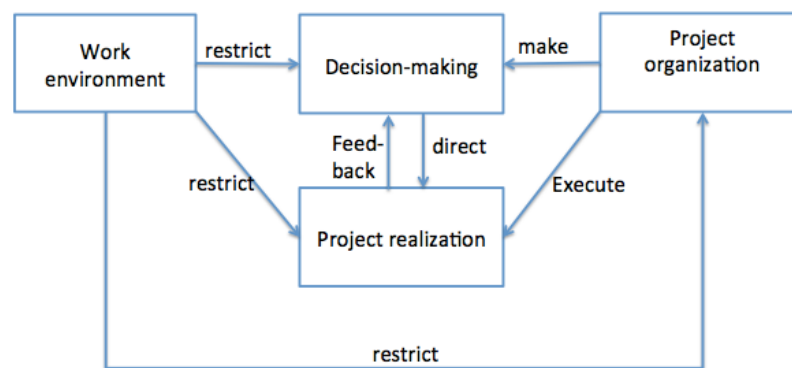 Work
environment
restrict
Decision-making
make
Project
organization
Feed-
back
direct
restrict
Execute
Project realization
restrict